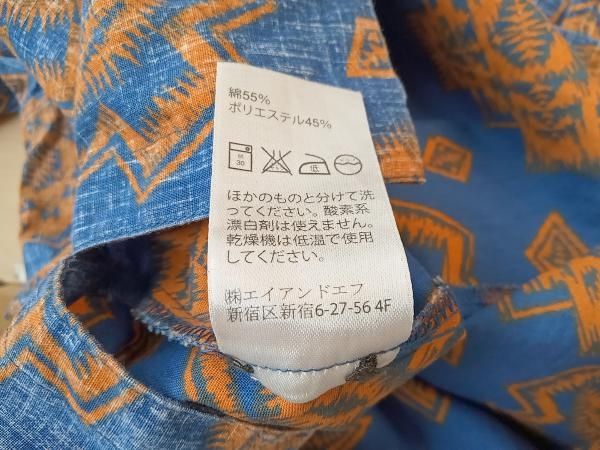 綿55%
ポリエステル45%
弱
30
低
ほかのものと分けて洗
ってください。酸素系
漂白剤は使えません。
乾燥機は低温で使用
してください。
㈱エイアンドエフ
新宿区新宿6-27-56 4F